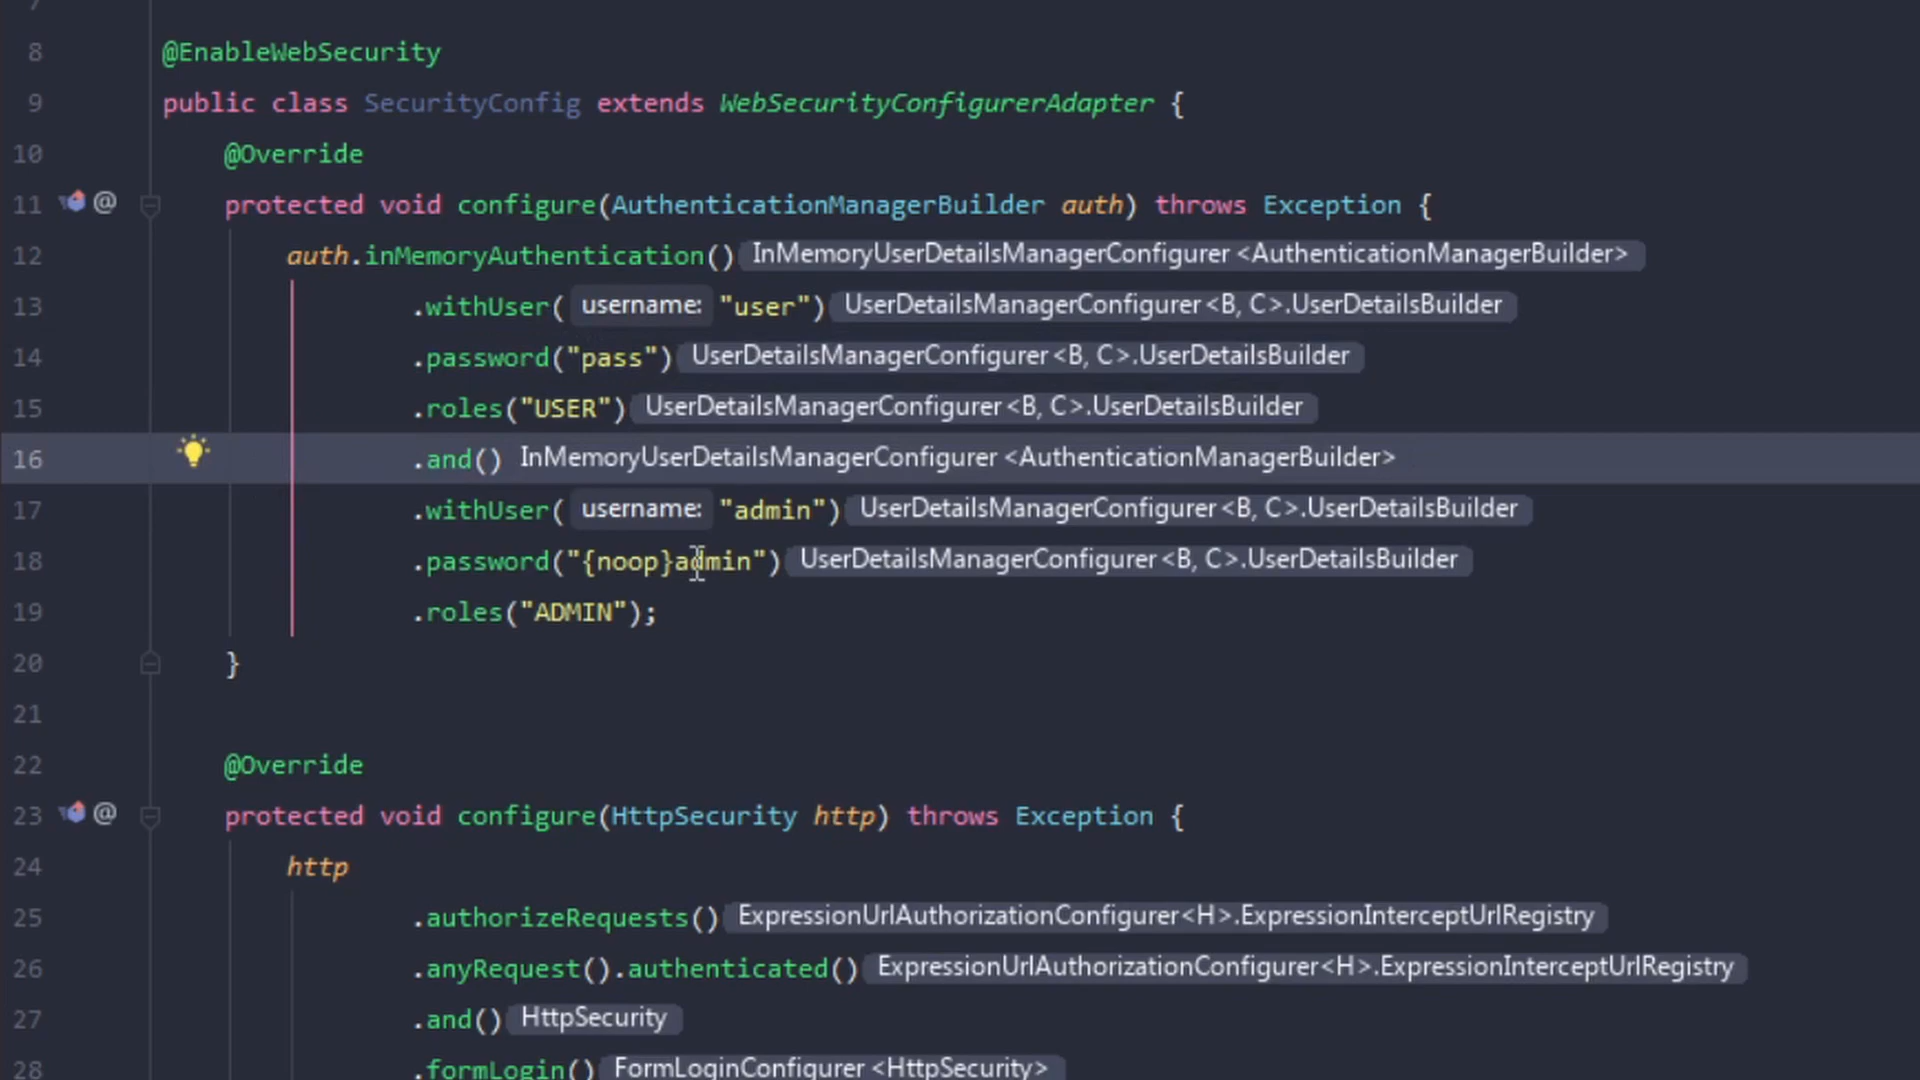 7
8 @EnableWebSecurity
9 public class SecurityConfig extends WebSecurityConfigurerAdapter {
10 @Override
11 @ protected void configure(AuthenticationManagerBuilder auth) throws Exception {
12 auth.inMemoryAuthentication() InMemoryUserDetailsManagerConfigurer<AuthenticationManagerBuilder>
13 .withUser( username: "user") UserDetailsManagerConfigurer<B, C>.UserDetailsBuilder
14 .password("pass") UserDetailsManagerConfigurer<B, C>.UserDetailsBuilder
15 .roles("USER") UserDetailsManagerConfigurer<B, C>.UserDetailsBuilder
16 .and() InMemoryUserDetailsManagerConfigurer<AuthenticationManagerBuilder>
17 .withUser( username: "admin") UserDetailsManagerConfigurer<B, C>.UserDetailsBuilder
18 .password("{noop}admin") UserDetailsManagerConfigurer<B, C>.UserDetailsBuilder
19 .roles("ADMIN");
20 }
21
22 @Override
23 @ protected void configure(HttpSecurity http) throws Exception {
24 http
25 .authorizeRequests() ExpressionUrlAuthorizationConfigurer<H>.ExpressionInterceptUrlRegistry
26 .anyRequest().authenticated() ExpressionUrlAuthorizationConfigurer<H>.ExpressionInterceptUrlRegistry
27 .and() HttpSecurity
28 .formLogin() FormLoginConfigurer<HttpSecurity>